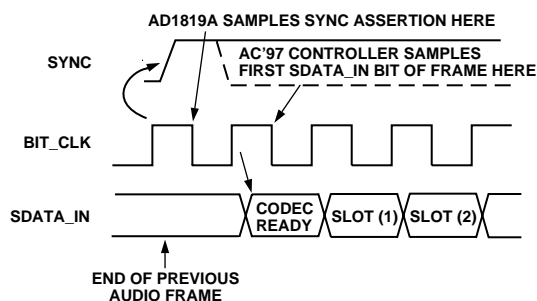 AD1819A SAMPLES SYNC ASSERTION HERE
SYNC
AC'97 CONTROLLER SAMPLES
FIRST SDATA_IN BIT OF FRAME HERE
BIT_CLK
SDATA_IN
CODEC
READY
SLOT (1)
SLOT (2)
END OF PREVIOUS
AUDIO FRAME